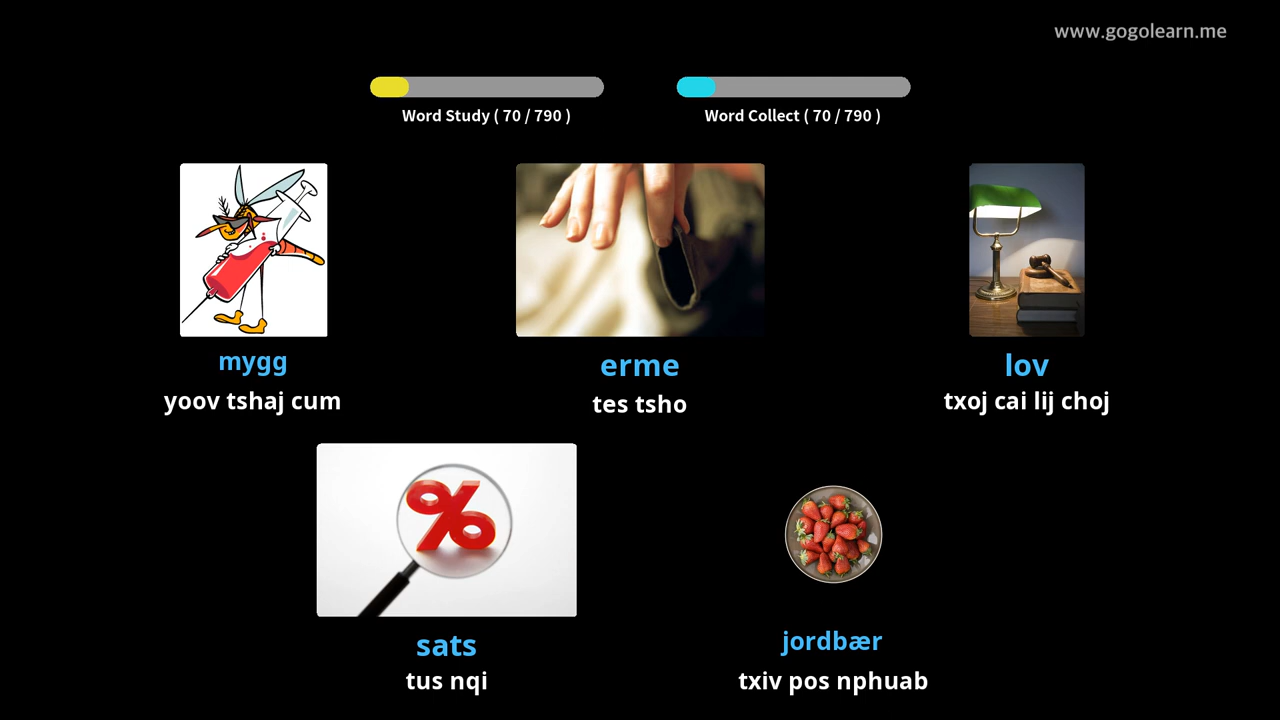 www.gogolearn.me
Word Study ( 70 / 790 )
Word Collect ( 70 / 790 )
mygg
yoov tshaj cum
erme
tes tsho
lov
txoj cai lij choj
%
sats
tus nqi
jordbær
txiv pos nphuab